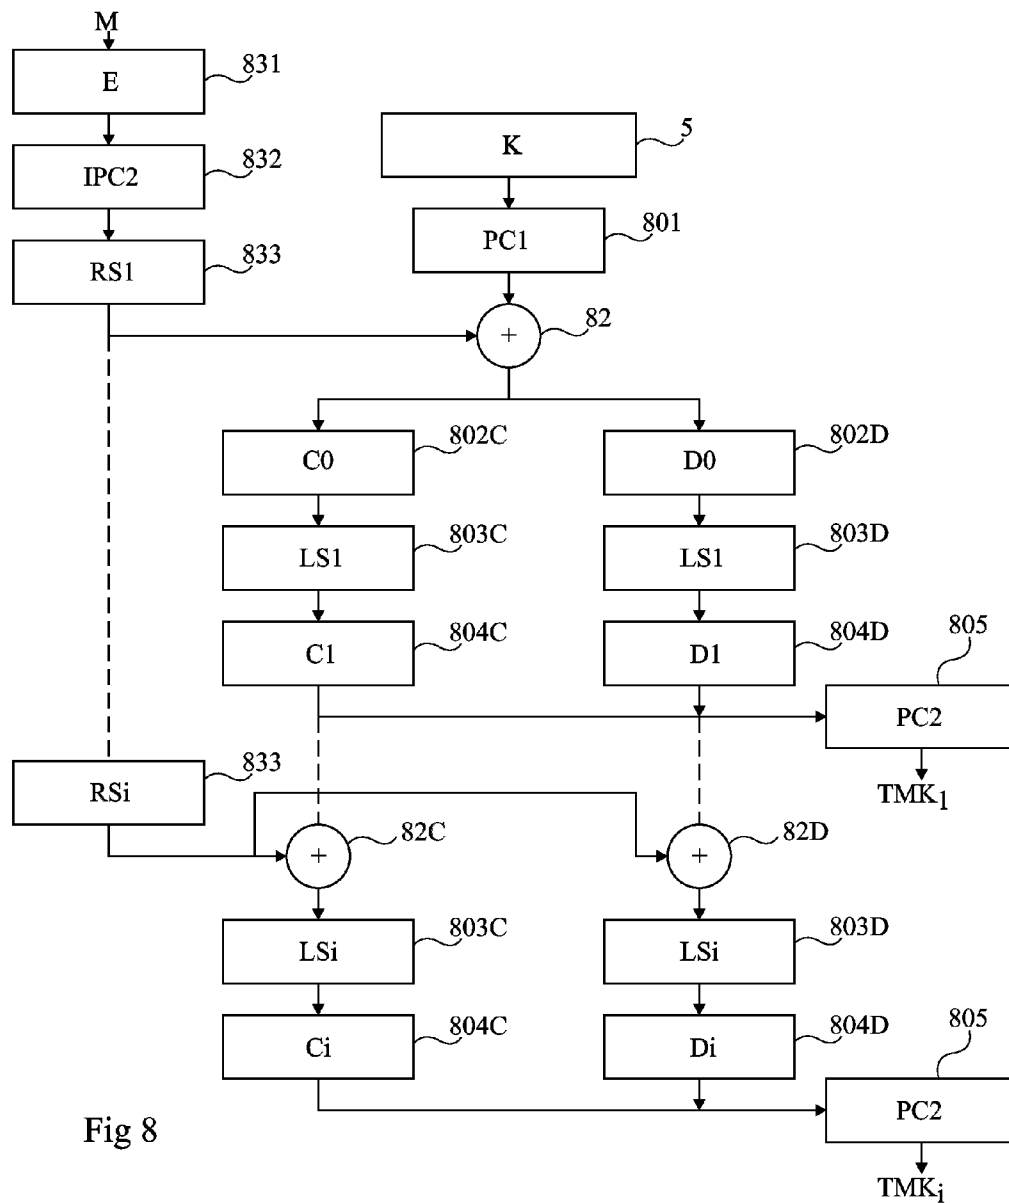 M
E
831
K
5
IPC2
832
PC1
801
RS1
833
+
82
C0
802C
D0
802D
LS1
803C
LS1
803D
C1
804C
D1
804D
PC2
805
TMK1
RSi
833
+
82C
+
82D
LSi
803C
LSi
803D
Ci
804C
Di
804D
PC2
805
TMKi
Fig 8